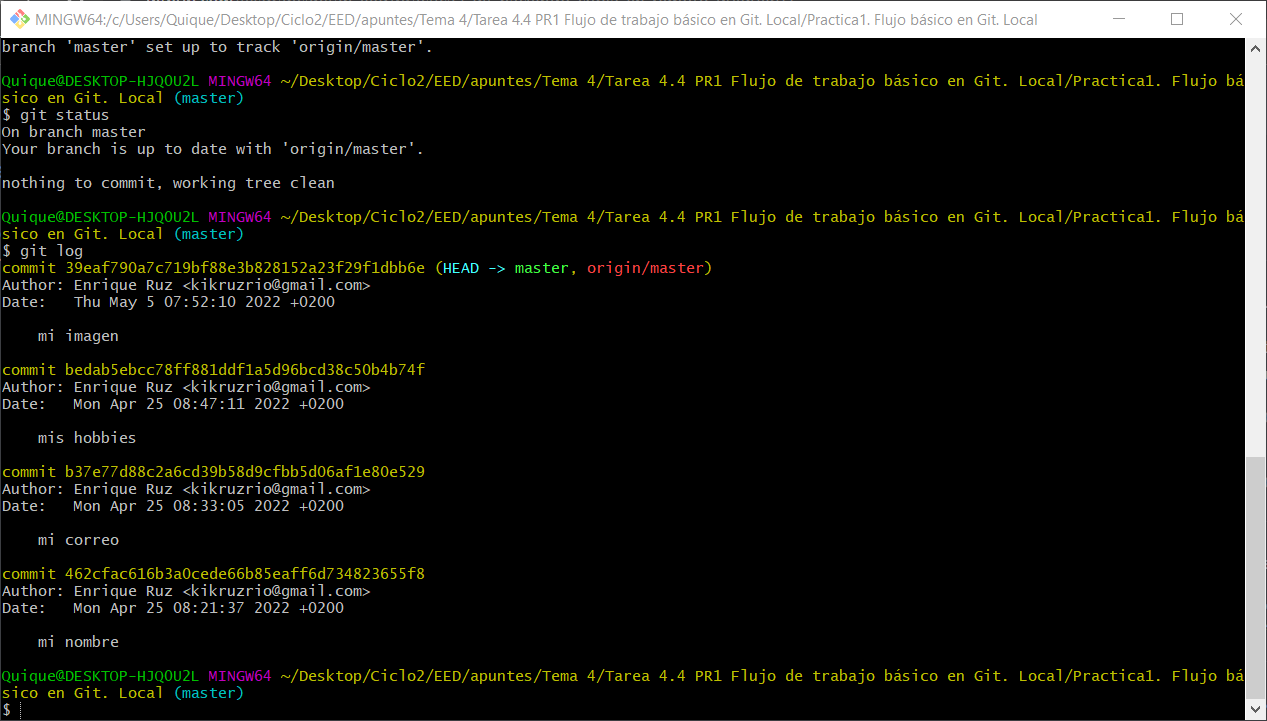 MINGW64:/c/Users/Quique/Desktop/Ciclo2/EED/apuntes/Tema 4/Tarea 4.4 PR1 Flujo de trabajo básico en Git. Local/Practica1. Flujo básico en Git. Local
branch 'master' set up to track 'origin/master'.
Quique@DESKTOP-HJQ0U2L MINGW64 ~/Desktop/Ciclo2/EED/apuntes/Tema 4/Tarea 4.4 PR1 Flujo de trabajo básico en Git. Local/Practica1. Flujo bá
sico en Git. Local (master)
$ git status
On branch master
Your branch is up to date with 'origin/master'.
nothing to commit, working tree clean
Quique@DESKTOP-HJQ0U2L MINGW64 ~/Desktop/Ciclo2/EED/apuntes/Tema 4/Tarea 4.4 PR1 Flujo de trabajo básico en Git. Local/Practica1. Flujo bá
sico en Git. Local (master)
$ git log
commit 39eaf790a7c719bf88e3b828152a23f29f1dbb6e (HEAD -> master, origin/master)
Author: Enrique Ruz <kikruzrio@gmail.com>
Date:   Thu May 5 07:52:10 2022 +0200
mi imagen
commit bedab5ebcc78ff881ddf1a5d96bcd38c50b4b74f
Author: Enrique Ruz <kikruzrio@gmail.com>
Date:   Mon Apr 25 08:47:11 2022 +0200
mis hobbies
commit b37e77d88c2a6cd39b58d9cfbb5d06af1e80e529
Author: Enrique Ruz <kikruzrio@gmail.com>
Date:   Mon Apr 25 08:33:05 2022 +0200
mi correo
commit 462cfac616b3a0cede66b85eaff6d734823655f8
Author: Enrique Ruz <kikruzrio@gmail.com>
Date:   Mon Apr 25 08:21:37 2022 +0200
mi nombre
Quique@DESKTOP-HJQ0U2L MINGW64 ~/Desktop/Ciclo2/EED/apuntes/Tema 4/Tarea 4.4 PR1 Flujo de trabajo básico en Git. Local/Practica1. Flujo bá
sico en Git. Local (master)
$